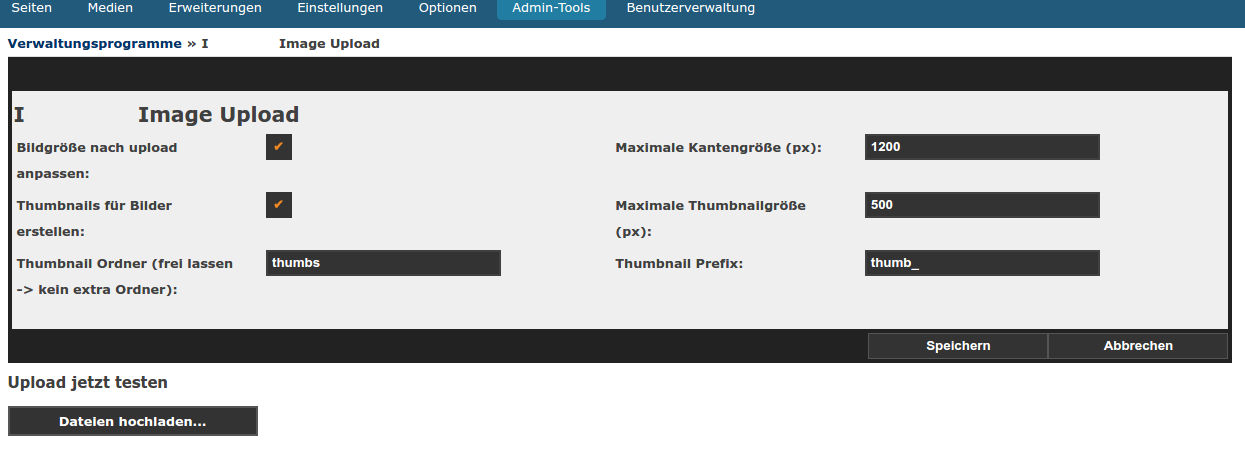 Seiten Medien Erweiterungen Einstellungen Optionen Admin-Tools Benutzerverwaltung
Verwaltungsprogramme » I Image Upload
I Image Upload
Bildgröße nach upload
anpassen:
✔
Maximale Kantengröße (px): 1200
Thumbnails für Bilder
erstellen:
✔
Maximale Thumbnailgröße
(px):
500
Thumbnail Ordner (frei lassen
-> kein extra Ordner):
thumbs
Thumbnail Prefix: thumb_
Speichern Abbrechen
Upload jetzt testen
Dateien hochladen...